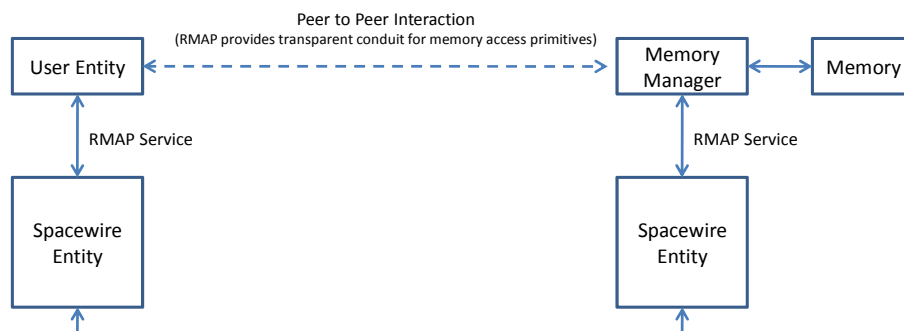 Peer to Peer Interaction
(RMAP provides transparent conduit for memory access primitives)
User Entity
Memory
Manager
Memory
RMAP Service
RMAP Service
Spacewire
Entity
Spacewire
Entity